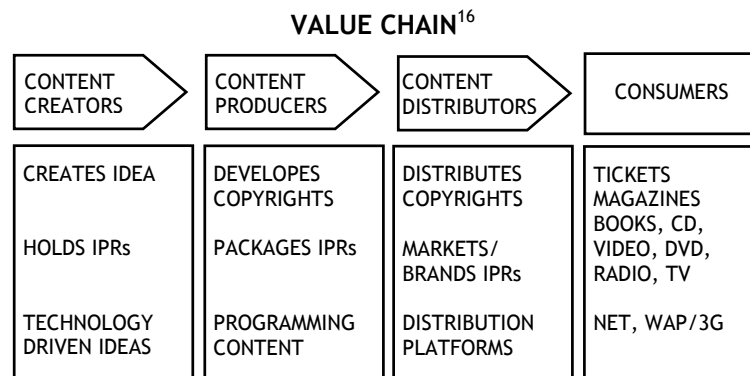 VALUE CHAIN16
CONTENT
CREATORS
CONTENT
PRODUCERS
CONTENT
DISTRIBUTORS
CONSUMERS
CREATES IDEA
HOLDS IPRs
TECHNOLOGY
DRIVEN IDEAS
DEVELOPES
COPYRIGHTS
PACKAGES IPRs
PROGRAMMING
CONTENT
DISTRIBUTES
COPYRIGHTS
MARKETS/
BRANDS IPRs
DISTRIBUTION
PLATFORMS
TICKETS
MAGAZINES
BOOKS, CD,
VIDEO, DVD,
RADIO, TV
NET, WAP/3G